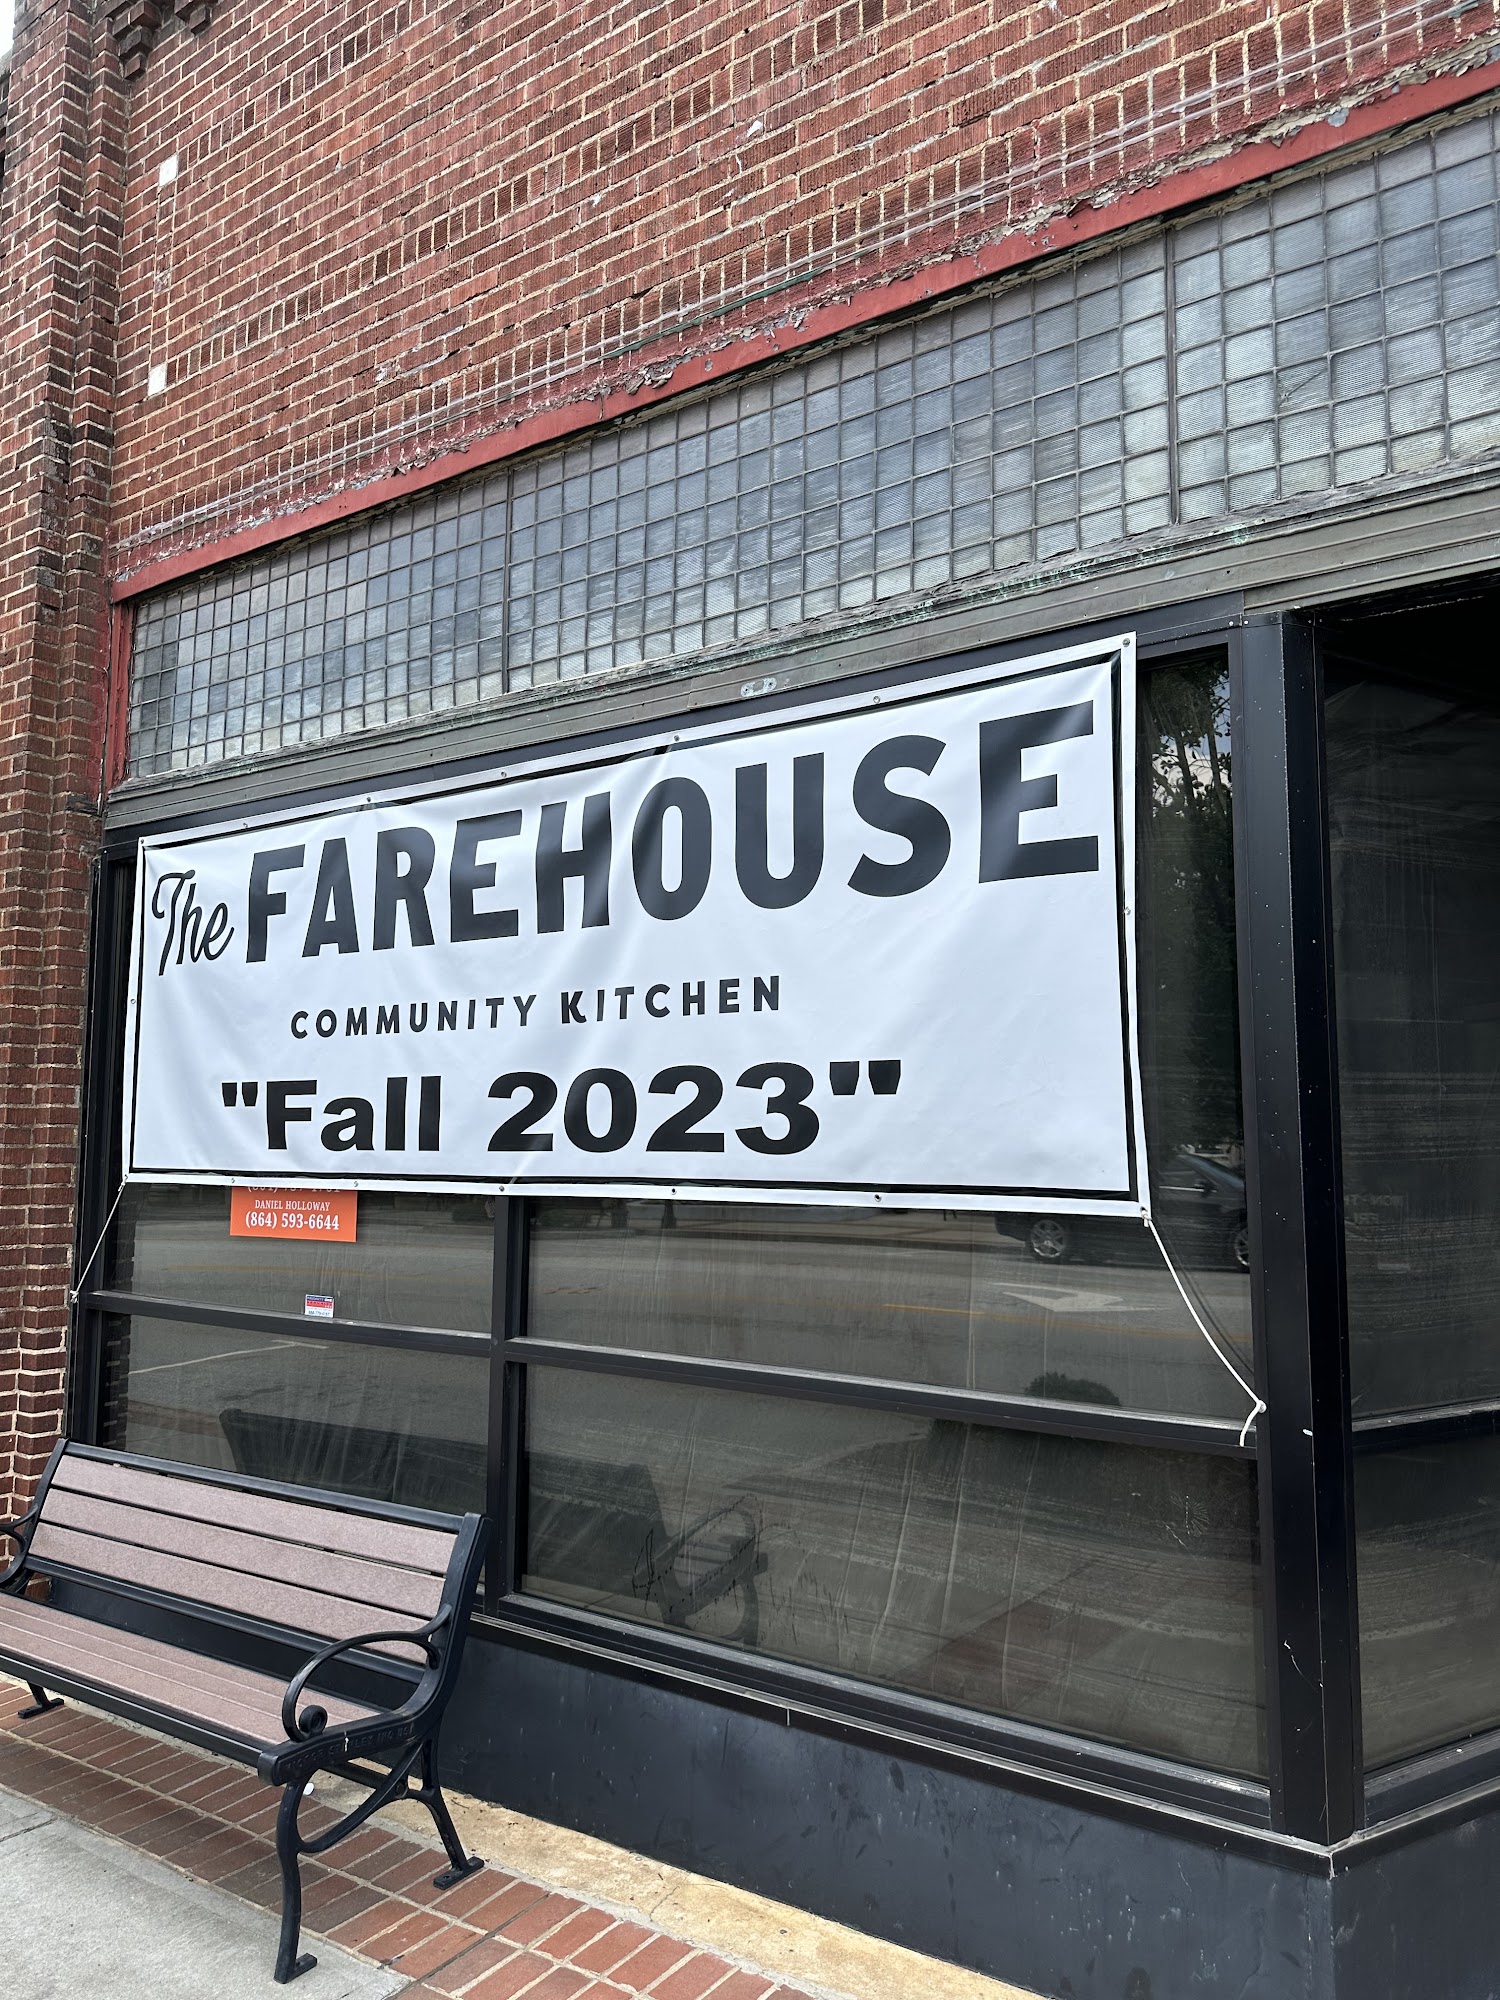 The FAREHOUSE
COMMUNITY KITCHEN
"Fall 2023"
DANIEL HOLLOWAY
(864) 593-6644